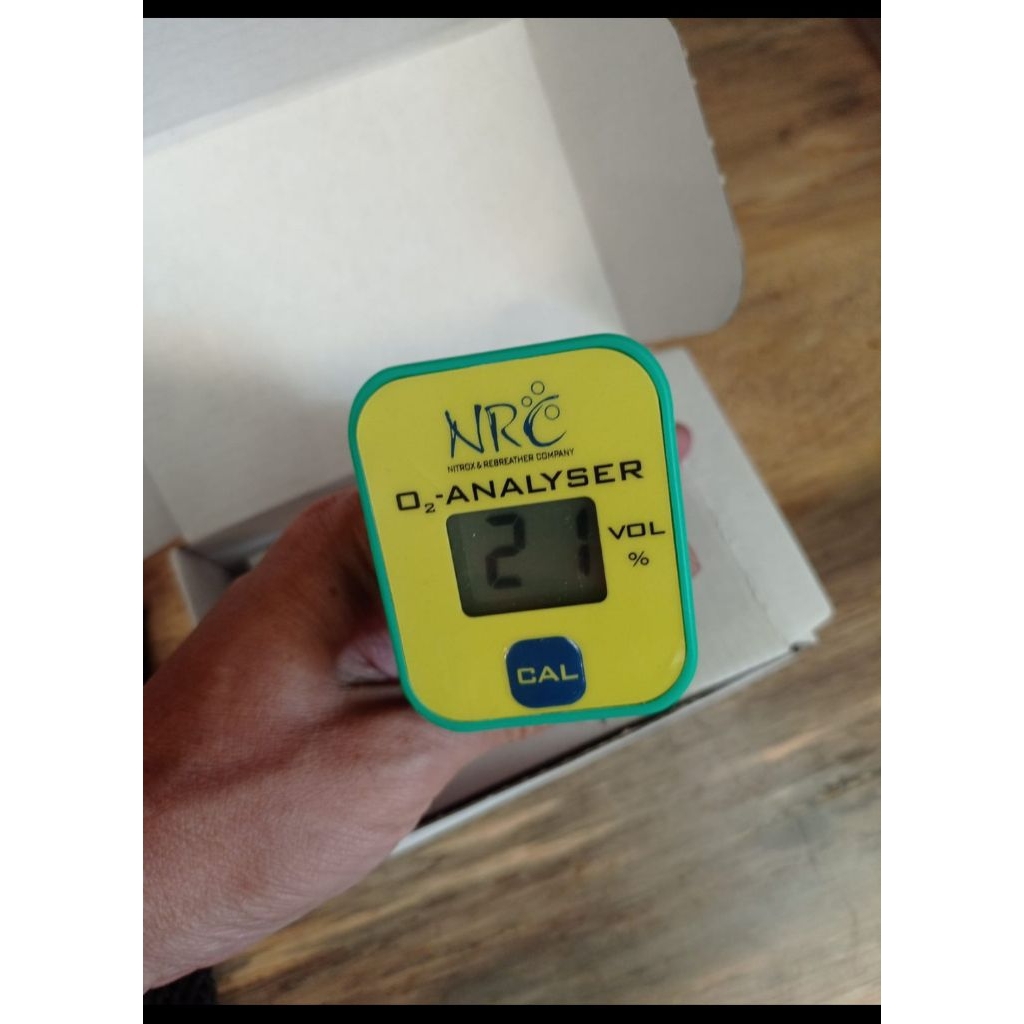 NRC
NITROX & REBREATHER COMPANY
O₂-ANALYSER
21
VOL
%
CAL